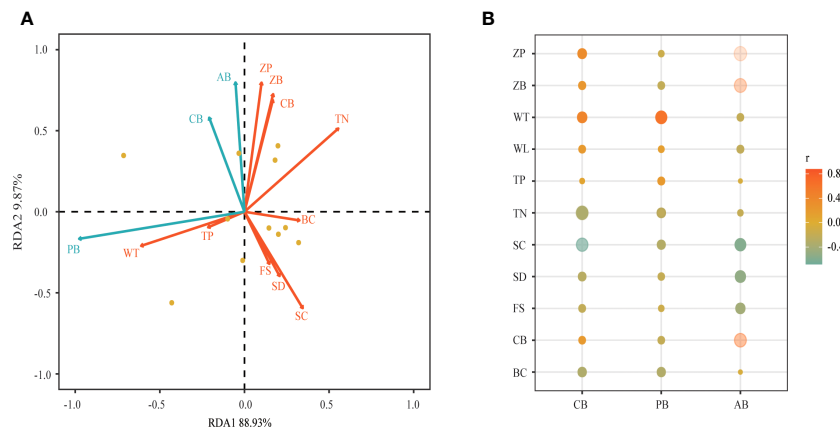 A
1.0
0.5
0.0
-0.5
-1.0
RDA2 9.87%
AB
ZP
ZB
CB
CB
TN
BC
PB
WT
TP
FS
SD
SC
-1.0
-0.5
0.0
0.5
1.0
RDA1 88.93%
B
ZP
ZB
WT
WL
TP
TN
SC
SD
FS
CB
BC
CB
PB
AB
r
0.8
0.4
0.0
-0.4